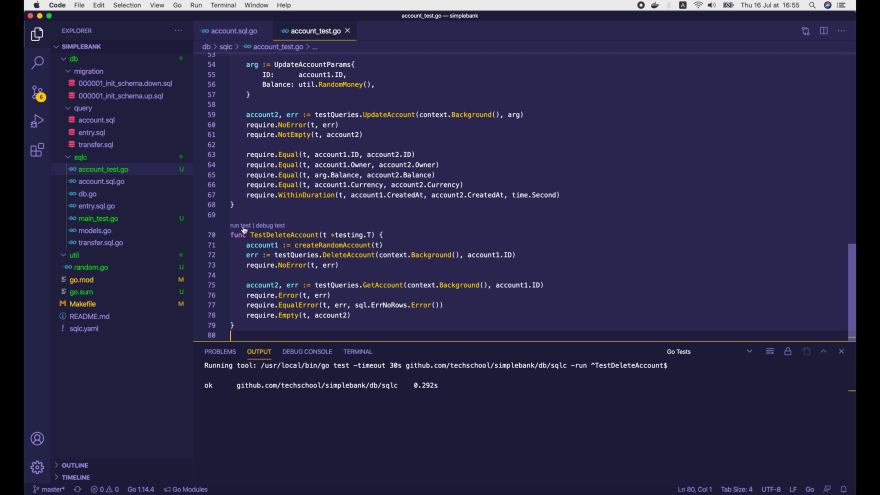 Code File Edit Selection View Go Run Terminal Window Help Thu 16 Jul 16:55
account_test.go — simplebank
EXPLORER
SIMPLEBANK
db
migration
000001_init_schema.down.sql
000001_init_schema.up.sql
query
account.sql
entry.sql
transfer.sql
sqlc
account_test.go U
account.sql.go
db.go
entry.sql.go
main_test.go U
models.go
transfer.sql.go
util
random.go U
go.mod M
go.sum U
Makefile M
README.md
sqlc.yaml
OUTLINE
TIMELINE
account.sql.go account_test.go
db > sqlc > account_test.go > ...
53
54 arg := UpdateAccountParams{
55 ID: account1.ID,
56 Balance: util.RandomMoney(),
57 }
58
59 account2, err := testQueries.UpdateAccount(context.Background(), arg)
60 require.NoError(t, err)
61 require.NotEmpty(t, account2)
62
63 require.Equal(t, account1.ID, account2.ID)
64 require.Equal(t, account1.Owner, account2.Owner)
65 require.Equal(t, arg.Balance, account2.Balance)
66 require.Equal(t, account1.Currency, account2.Currency)
67 require.WithinDuration(t, account1.CreatedAt, account2.CreatedAt, time.Second)
68 }
69
run test | debug test
70 func TestDeleteAccount(t *testing.T) {
71 account1 := createRandomAccount(t)
72 err := testQueries.DeleteAccount(context.Background(), account1.ID)
73 require.NoError(t, err)
74
75 account2, err := testQueries.GetAccount(context.Background(), account1.ID)
76 require.Error(t, err)
77 require.EqualError(t, err, sql.ErrNoRows.Error())
78 require.Empty(t, account2)
79 }
80
PROBLEMS OUTPUT DEBUG CONSOLE TERMINAL Go Tests
Running tool: /usr/local/bin/go test -timeout 30s github.com/techschool/simplebank/db/sqlc -run ^TestDeleteAccount$
ok github.com/techschool/simplebank/db/sqlc 0.292s
master* 0 0 Go 1.14.4 Go Modules Ln 80, Col 1 Tab Size: 4 UTF-8 LF Go